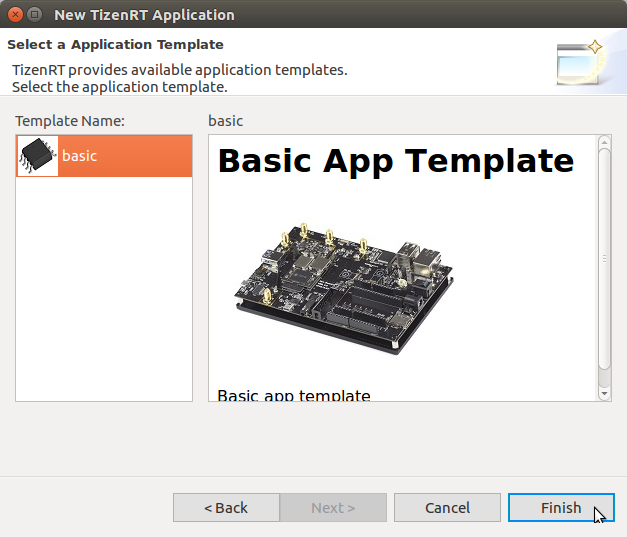 New TizenRT Application
Select a Application Template
TizenRT provides available application templates.
Select the application template.
Template Name:
basic
basic
Basic App Template
Basic app template
< Back
Next >
Cancel
Finish